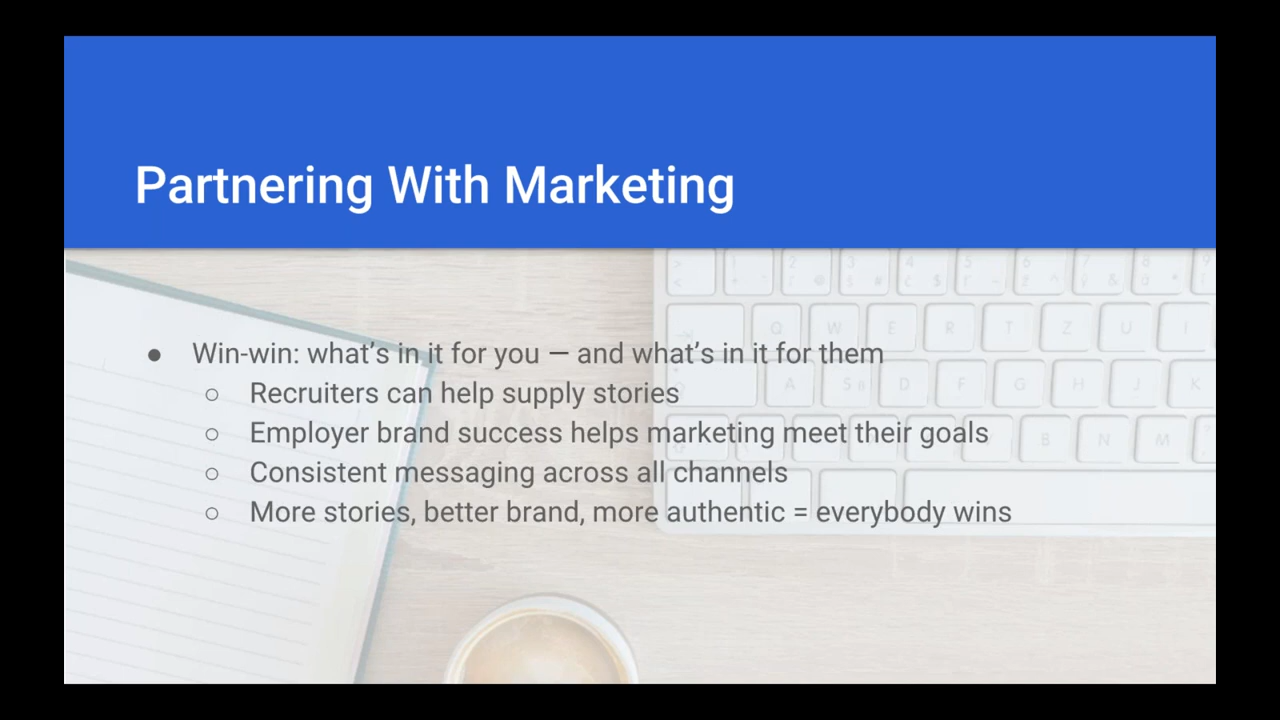 Partnering With Marketing
● Win-win: what’s in it for you — and what’s in it for them
○ Recruiters can help supply stories
○ Employer brand success helps marketing meet their goals
○ Consistent messaging across all channels
○ More stories, better brand, more authentic = everybody wins